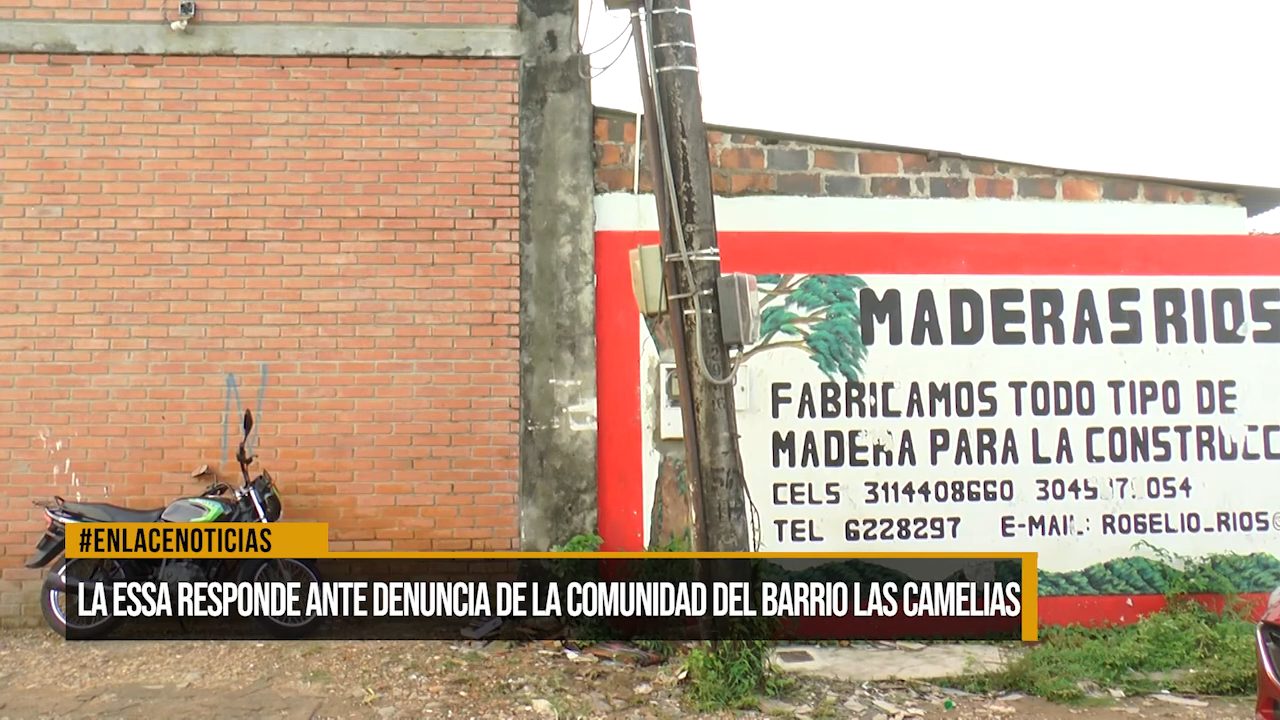 MADERAS RIOS
FABRICAMOS TODO TIPO DE
MADERA PARA LA CONSTRUCC
CELS 3114408660
TEL 6228297 E-MAIL: ROGELIO_RIOS@
#ENLACENOTICIAS
LA ESSA RESPONDE ANTE DENUNCIA DE LA COMUNIDAD DEL BARRIO LAS CAMELIAS